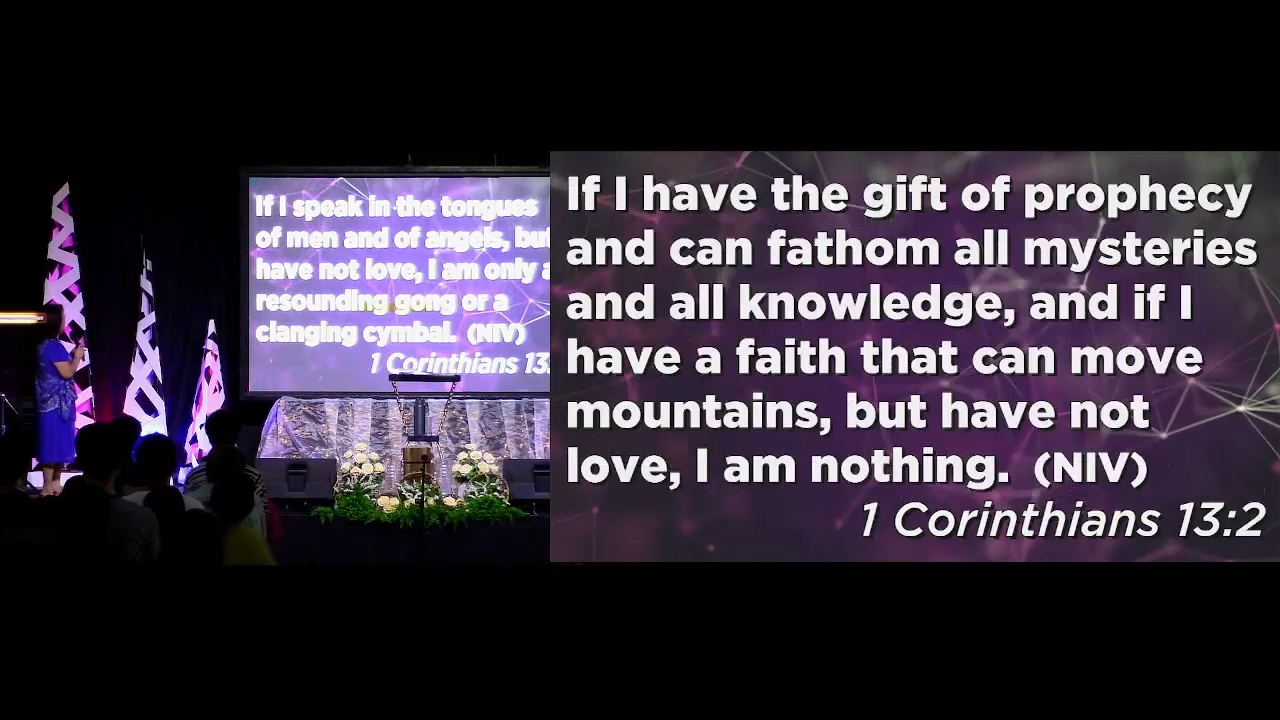 If I speak in the tongues
of men and of angels, but
have not love, I am only a
resounding gong or a
clanging cymbal. (NIV)
1 Corinthians 13:
If I have the gift of prophecy
and can fathom all mysteries
and all knowledge, and if I
have a faith that can move
mountains, but have not
love, I am nothing. (NIV)
1 Corinthians 13:2